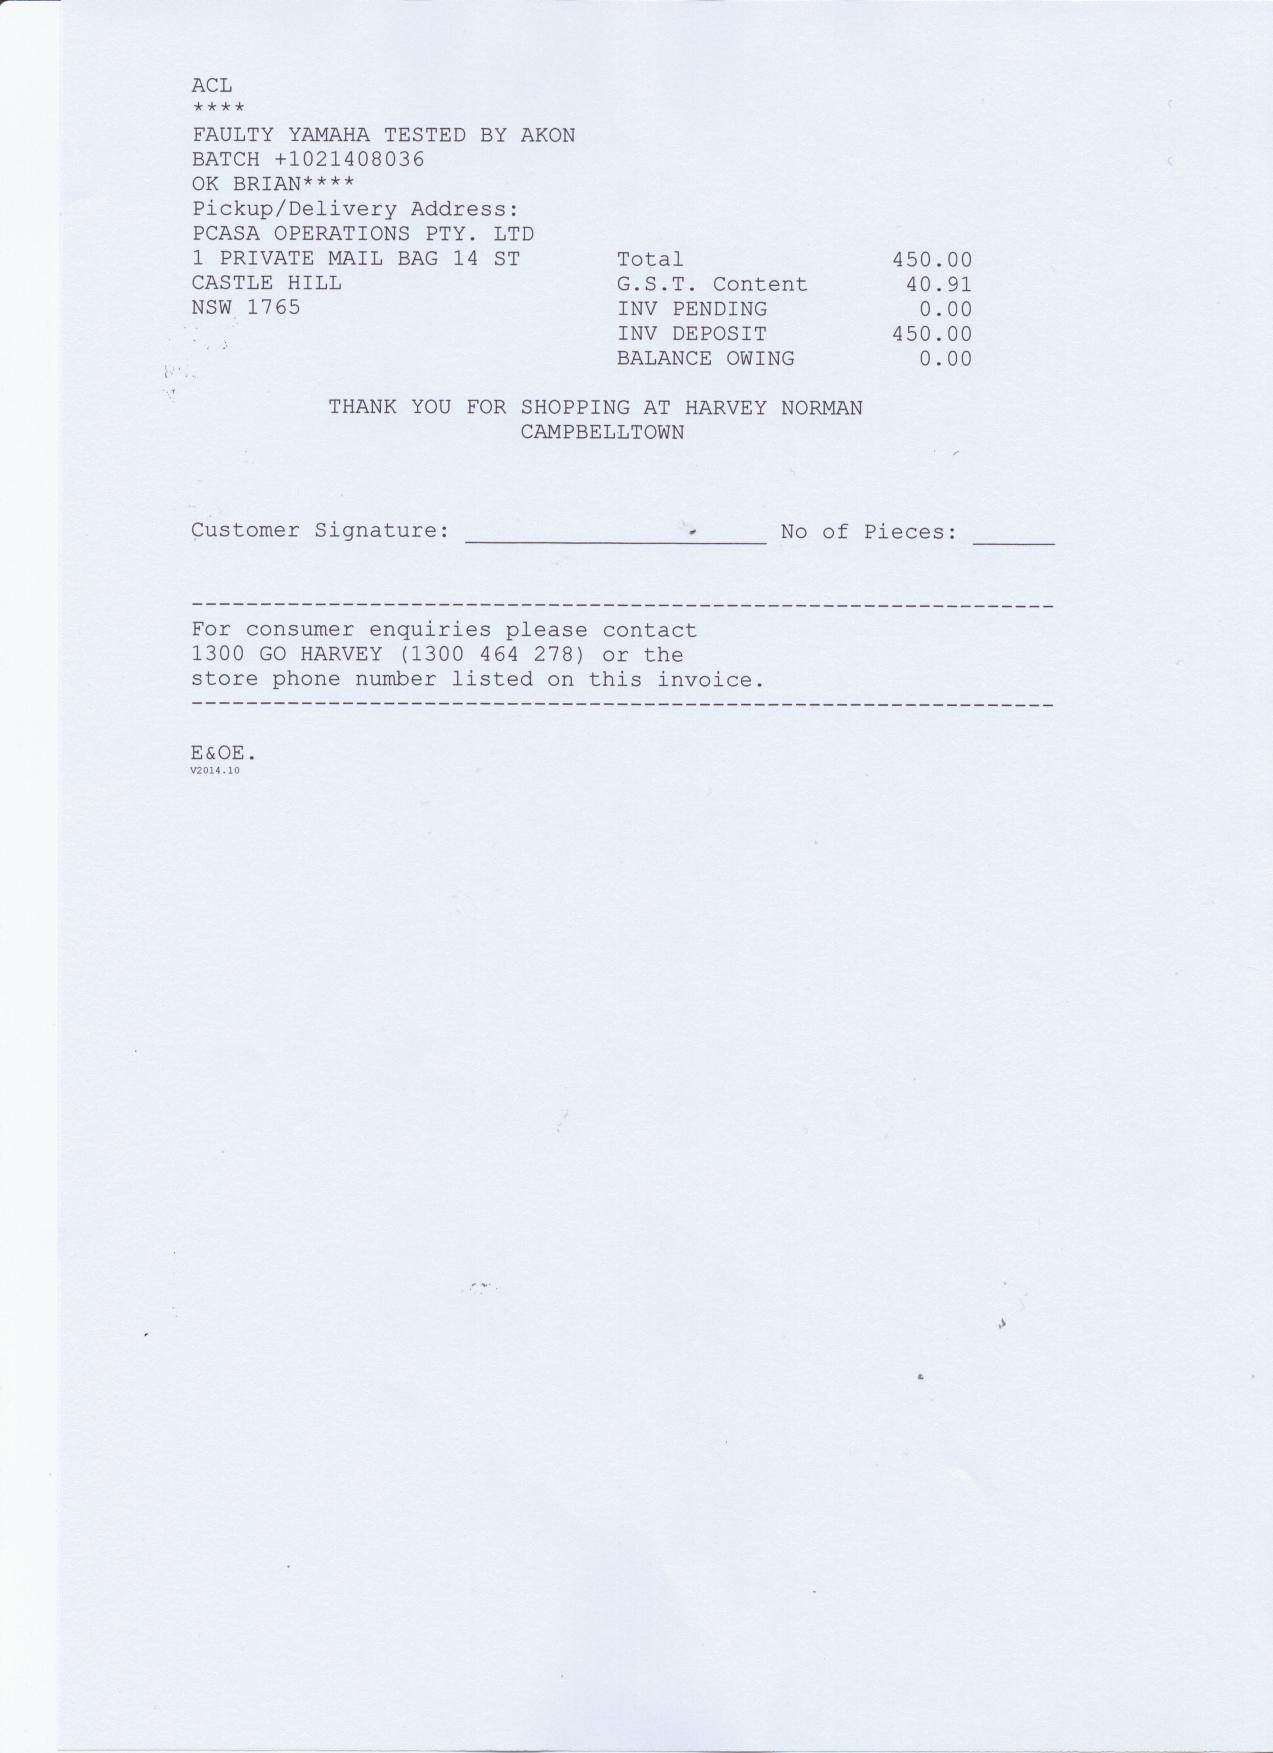 ACL
****
FAULTY YAMAHA TESTED BY AKON
BATCH +1021408036
OK BRIAN****
Pickup/Delivery Address:
PCASA OPERATIONS PTY. LTD
1 PRIVATE MAIL BAG 14 ST Total 450.00
CASTLE HILL G.S.T. Content 40.91
NSW 1765 INV PENDING 0.00
INV DEPOSIT 450.00
BALANCE OWING 0.00
THANK YOU FOR SHOPPING AT HARVEY NORMAN
CAMPBELLTOWN
Customer Signature: ______________________ No of Pieces: ______
---------------------------------------------------------------
For consumer enquiries please contact
1300 GO HARVEY (1300 464 278) or the
store phone number listed on this invoice.
---------------------------------------------------------------
E&OE.
V2014.10